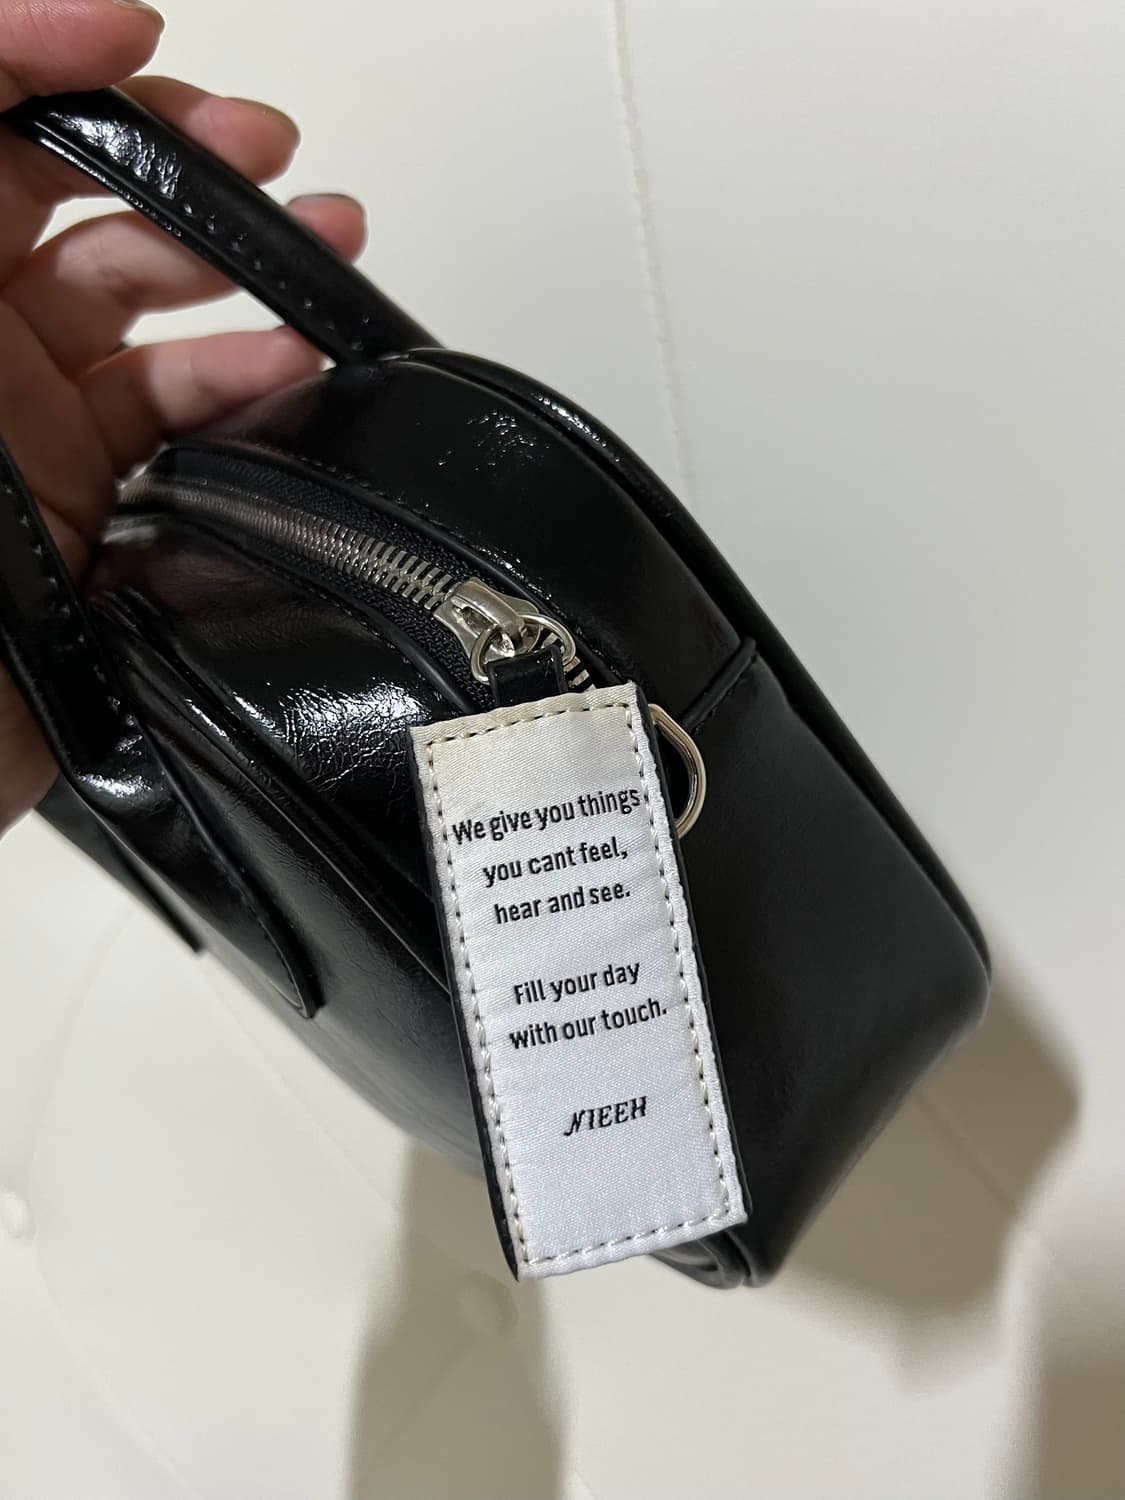 We give you things
you cant feel,
hear and see.
Fill your day
with our touch.
NIEEH